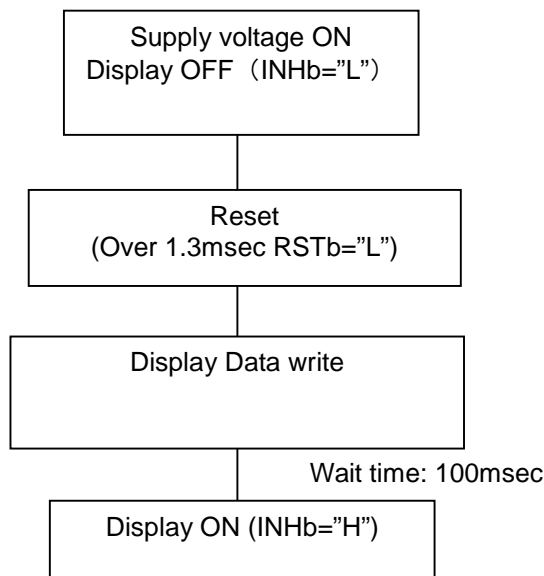 Supply voltage ON
Display OFF（INHb=”L”）
Reset
(Over 1.3msec RSTb=”L”)
Display Data write
Wait time: 100msec
Display ON (INHb=”H”)